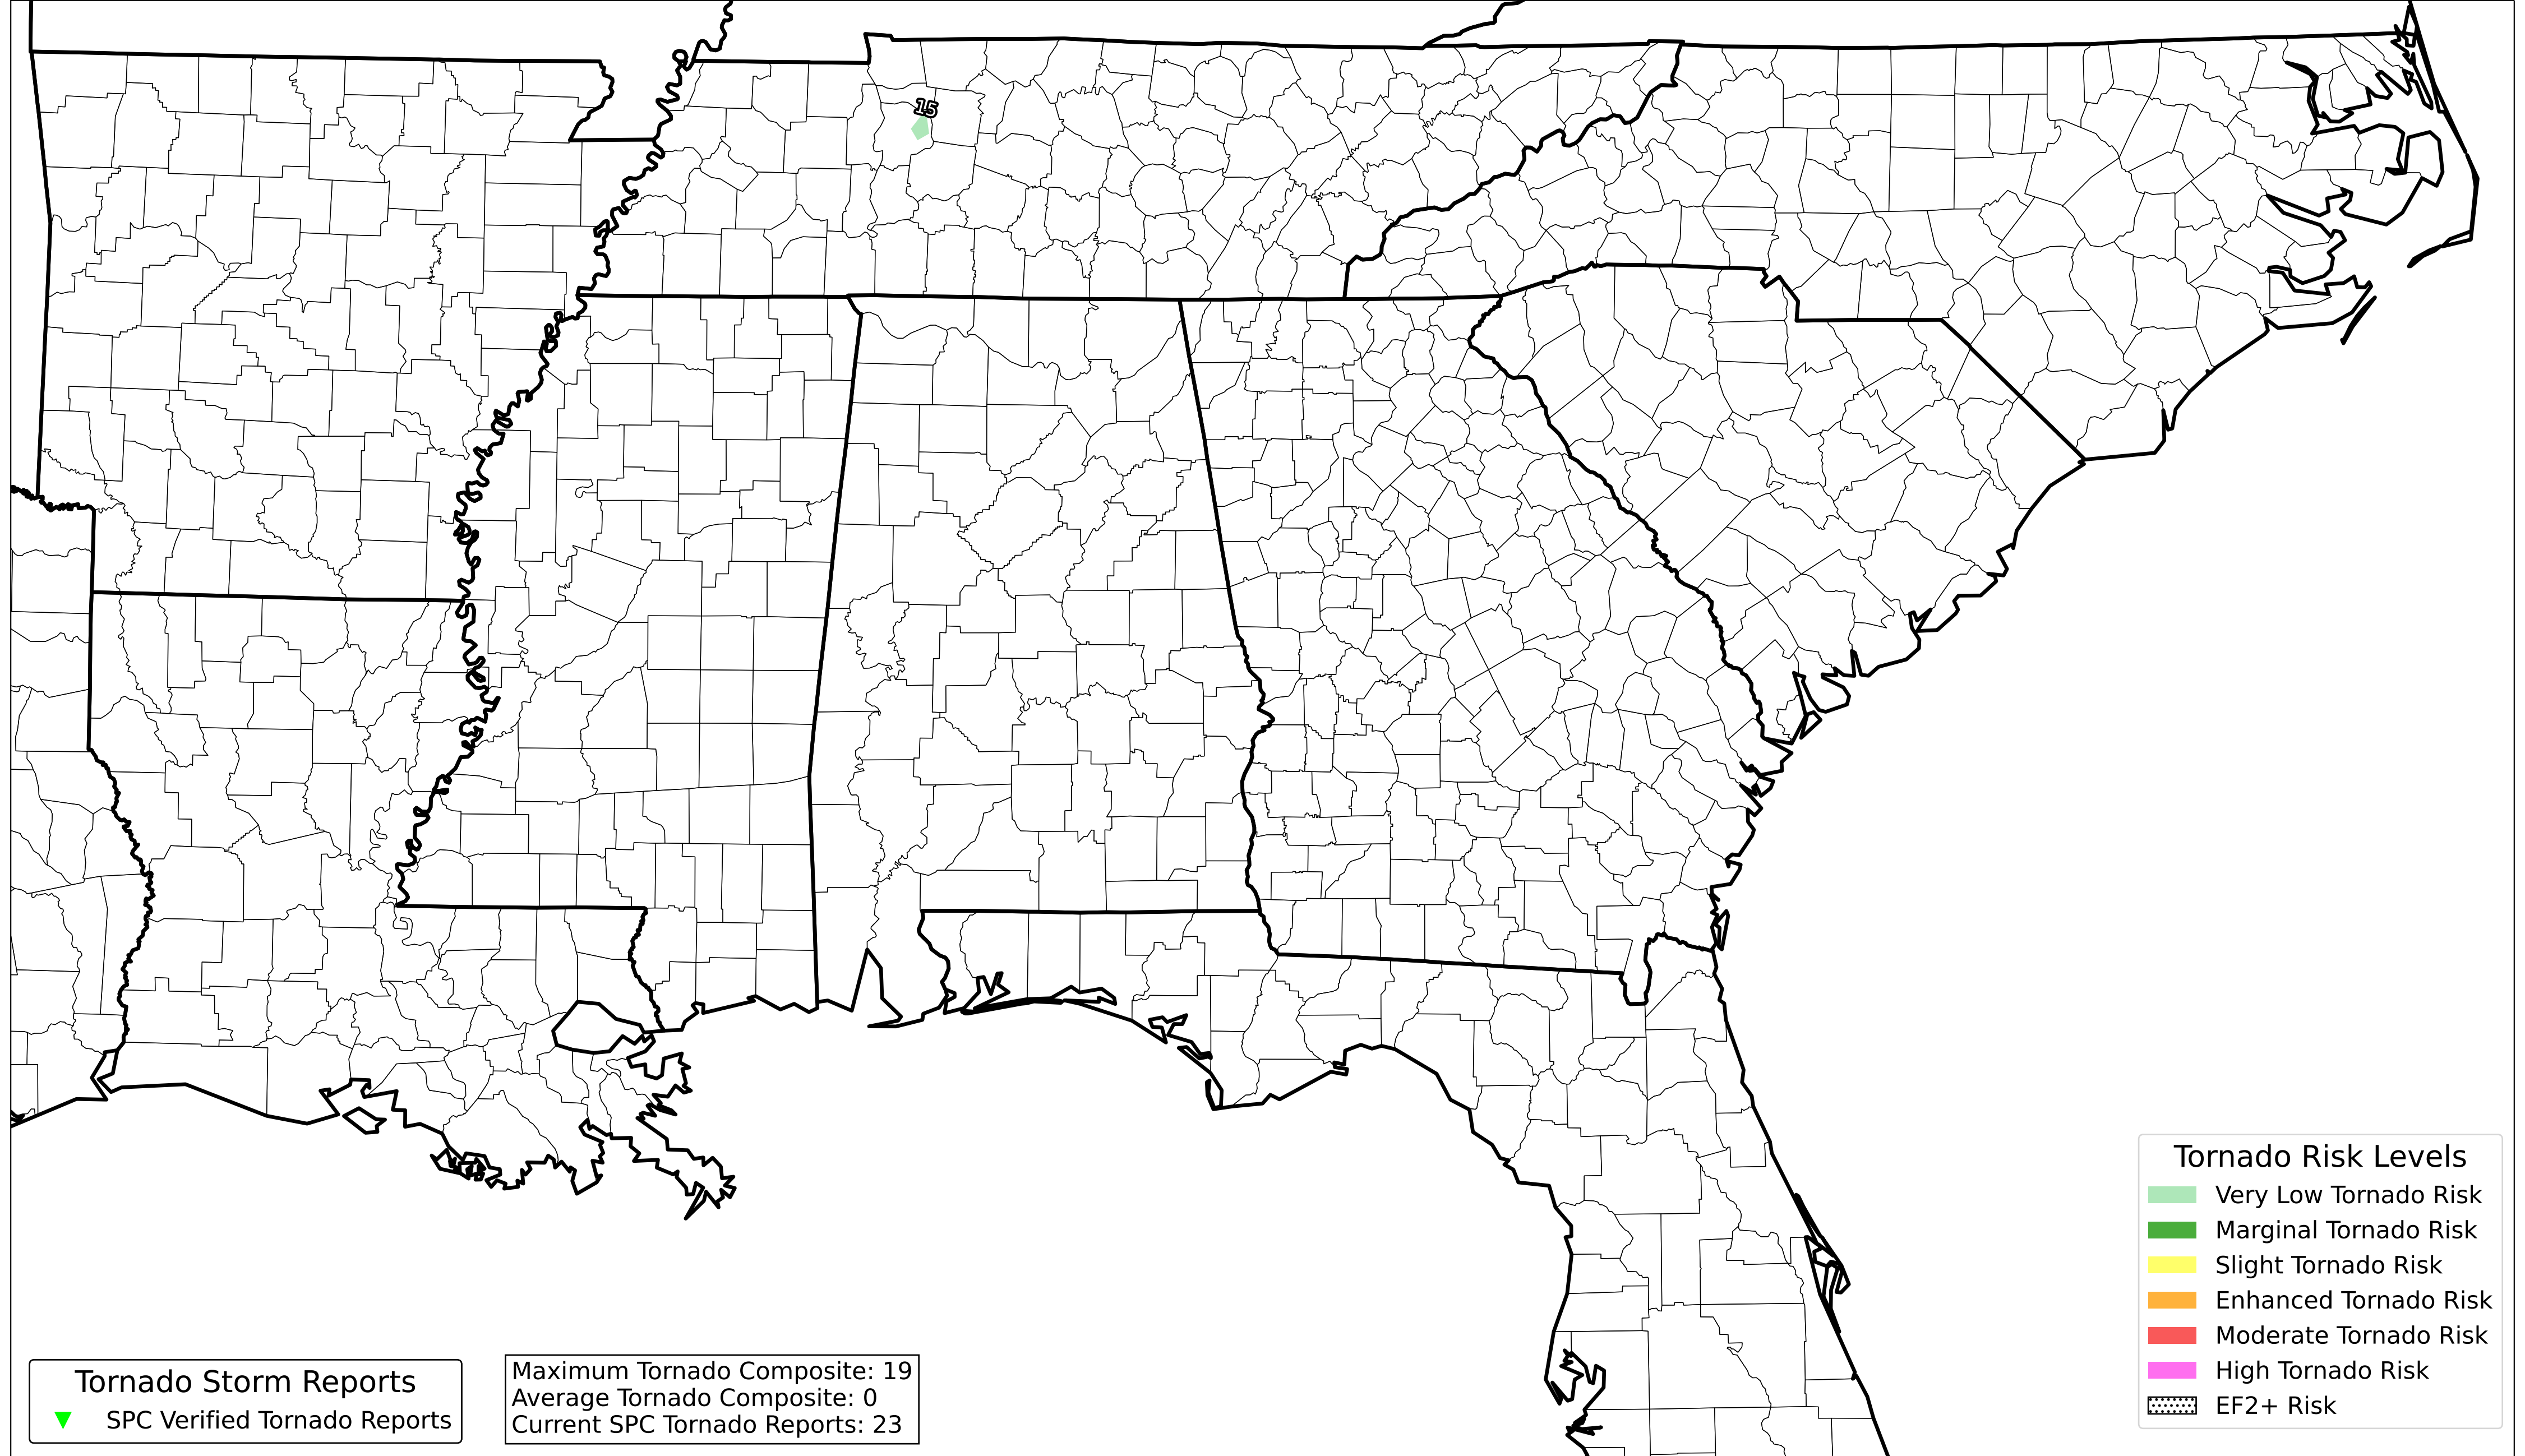 15
Tornado Risk Levels
Very Low Tornado Risk
Marginal Tornado Risk
Slight Tornado Risk
Enhanced Tornado Risk
Moderate Tornado Risk
High Tornado Risk
EF2+ Risk
Tornado Storm Reports
SPC Verified Tornado Reports
Maximum Tornado Composite: 19
Average Tornado Composite: 0
Current SPC Tornado Reports: 23